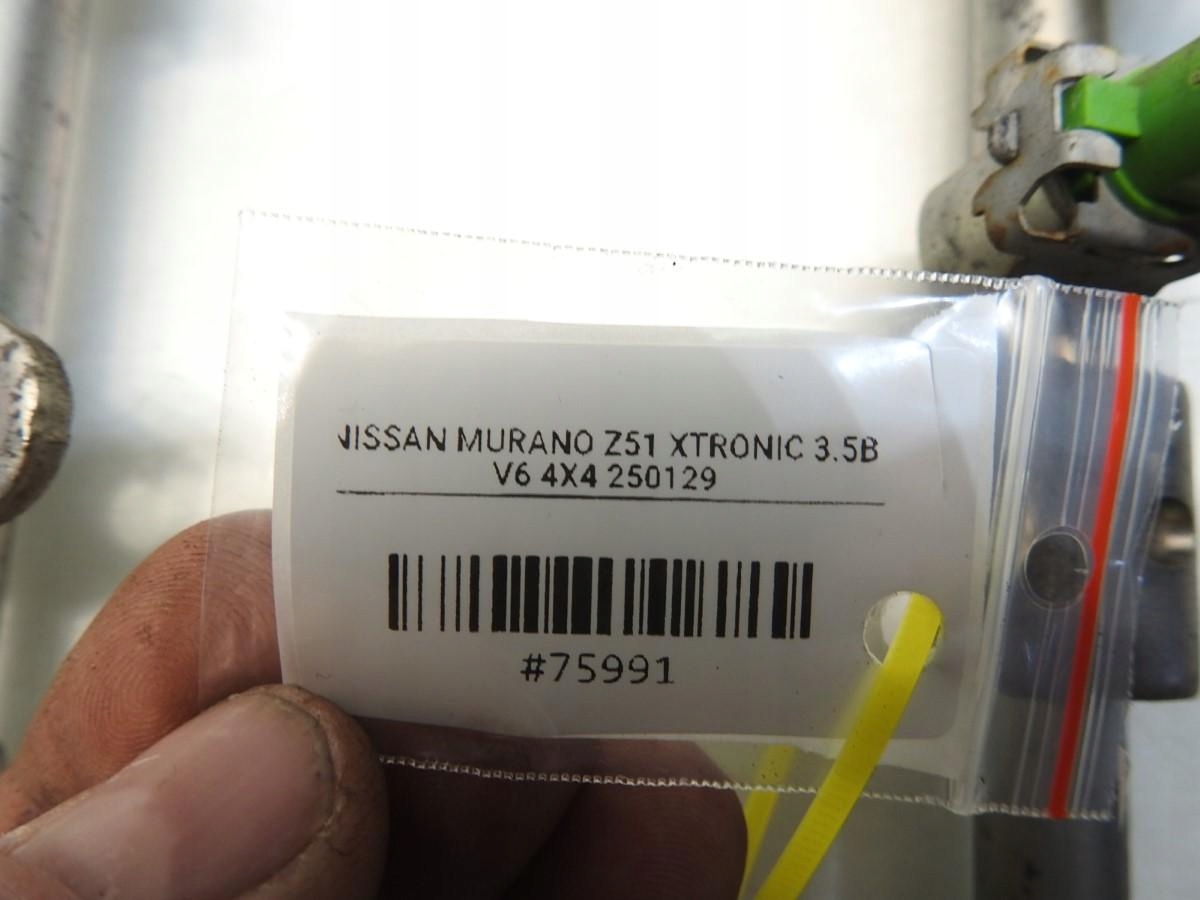 NISSAN MURANO Z51 XTRONIC 3.5B
V6 4X4 250129
#75991